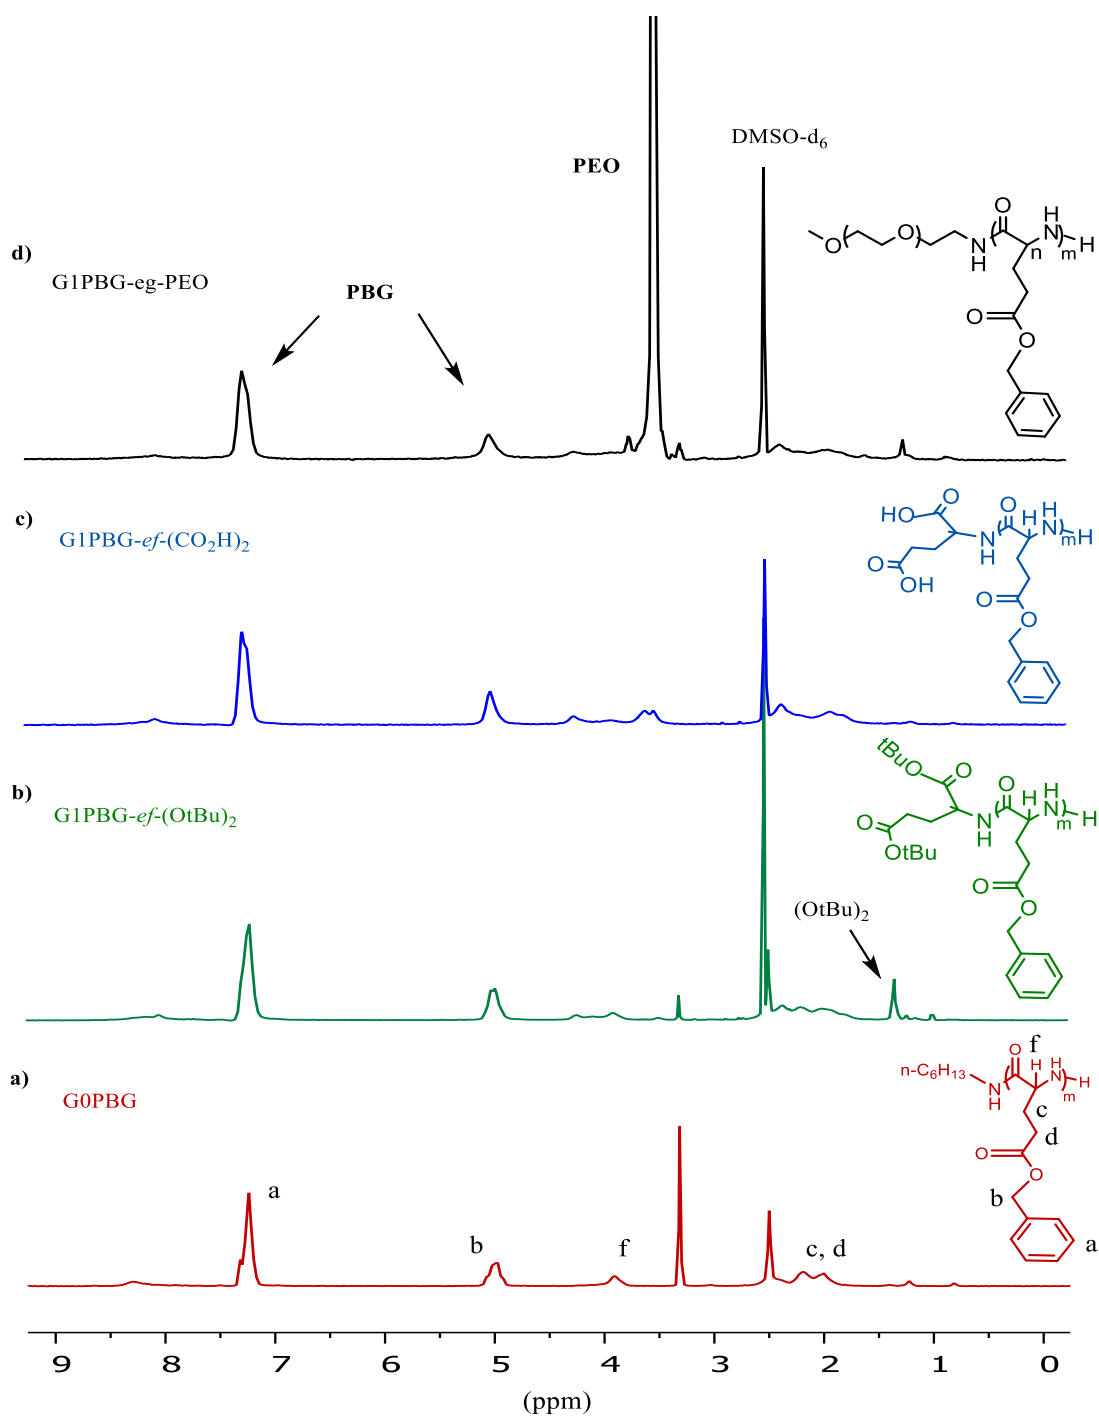 d)
G1PBG-eg-PEO
PBG
PEO
DMSO-d6
O
O
O
N
H
O
n
H
N
m
H
O
O
c)
G1PBG-ef-(CO2H)2
HO
O
O
OH
N
H
O
H
H
N
m
H
O
O
b)
G1PBG-ef-(OtBu)2
(OtBu)2
tBuO
O
O
OtBu
N
H
O
H
H
N
m
H
O
O
a)
G0PBG
n-C6H13
N
H
O
f
H
H
N
m
H
c
d
O
O
b
a
a
b
f
c, d
9 8 7 6 5 4 3 2 1 0
(ppm)